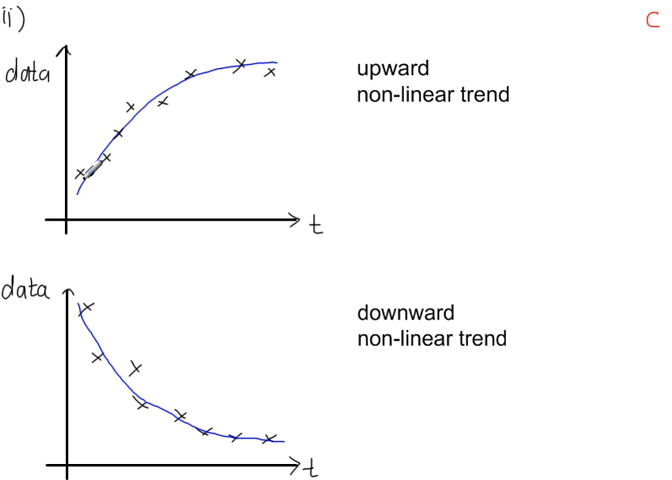 ii)
C
data
upward
non-linear trend
t
data
downward
non-linear trend
t